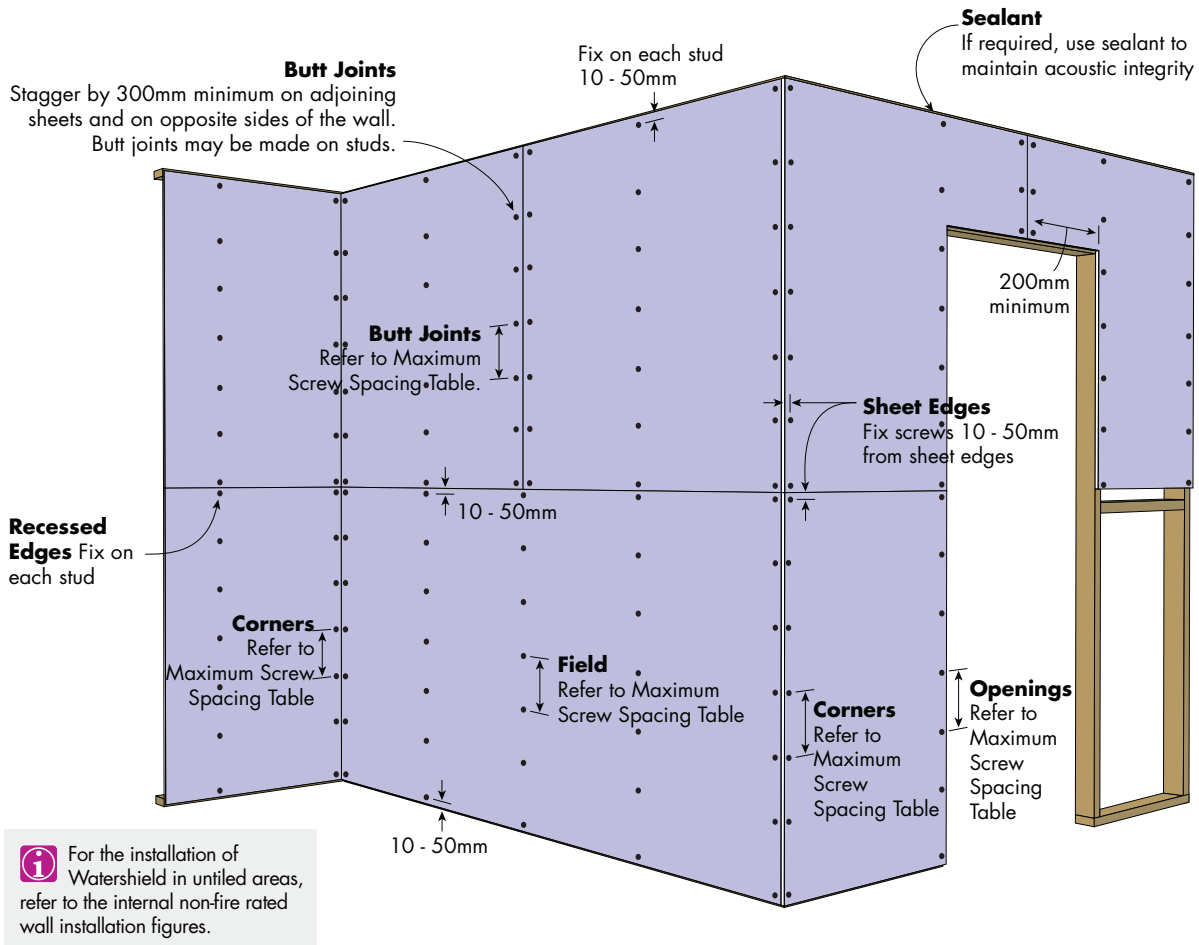 Sealant
If required, use sealant to
maintain acoustic integrity
Fix on each stud
10 - 50mm
Butt Joints
Stagger by 300mm minimum on adjoining
sheets and on opposite sides of the wall.
Butt joints may be made on studs.
200mm
minimum
Butt Joints
Refer to Maximum
Screw Spacing Table.
Sheet Edges
Fix screws 10 - 50mm
from sheet edges
10 - 50mm
Recessed
Edges Fix on
each stud
Corners
Refer to
Maximum Screw
Spacing Table
Field
Refer to Maximum
Screw Spacing Table
Corners
Refer to
Maximum
Screw
Spacing Table
Openings
Refer to
Maximum
Screw
Spacing
Table
10 - 50mm
i For the installation of
Watershield in untiled areas,
refer to the internal non-fire rated
wall installation figures.